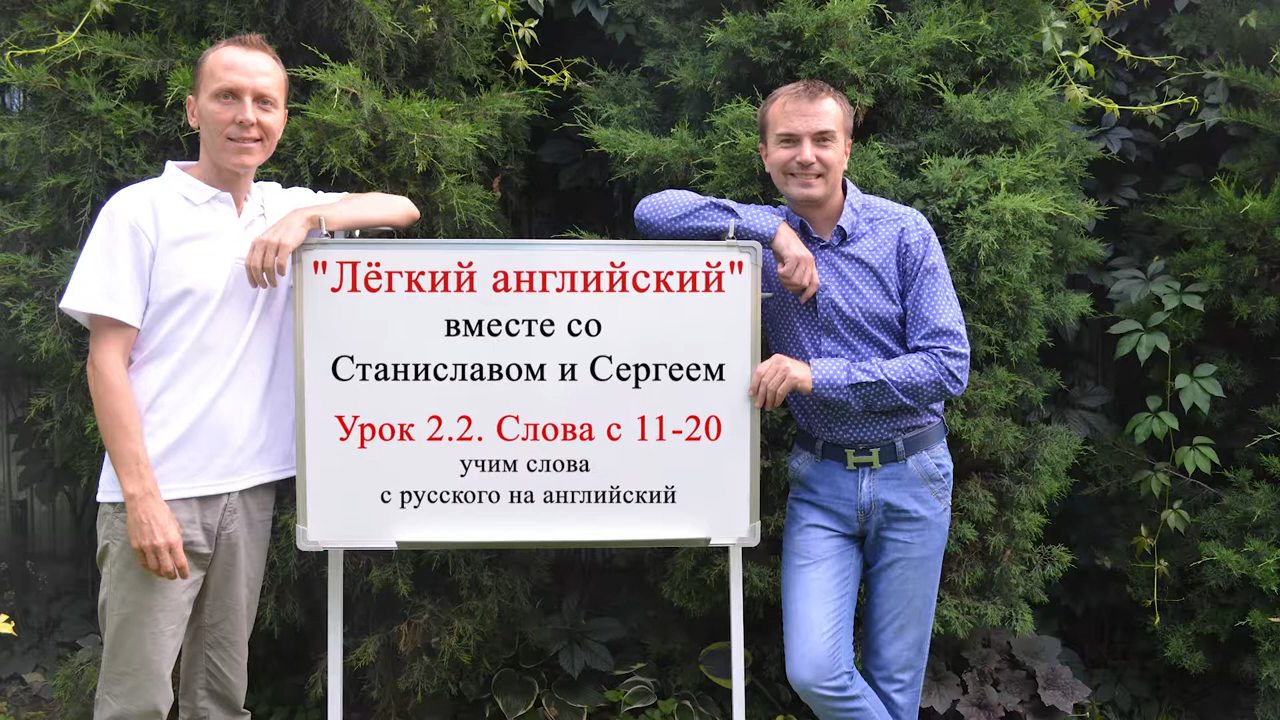 "Лёгкий английский"
вместе со
Станиславом и Сергеем
Урок 2.2. Слова с 11-20
учим слова
с русского на английский